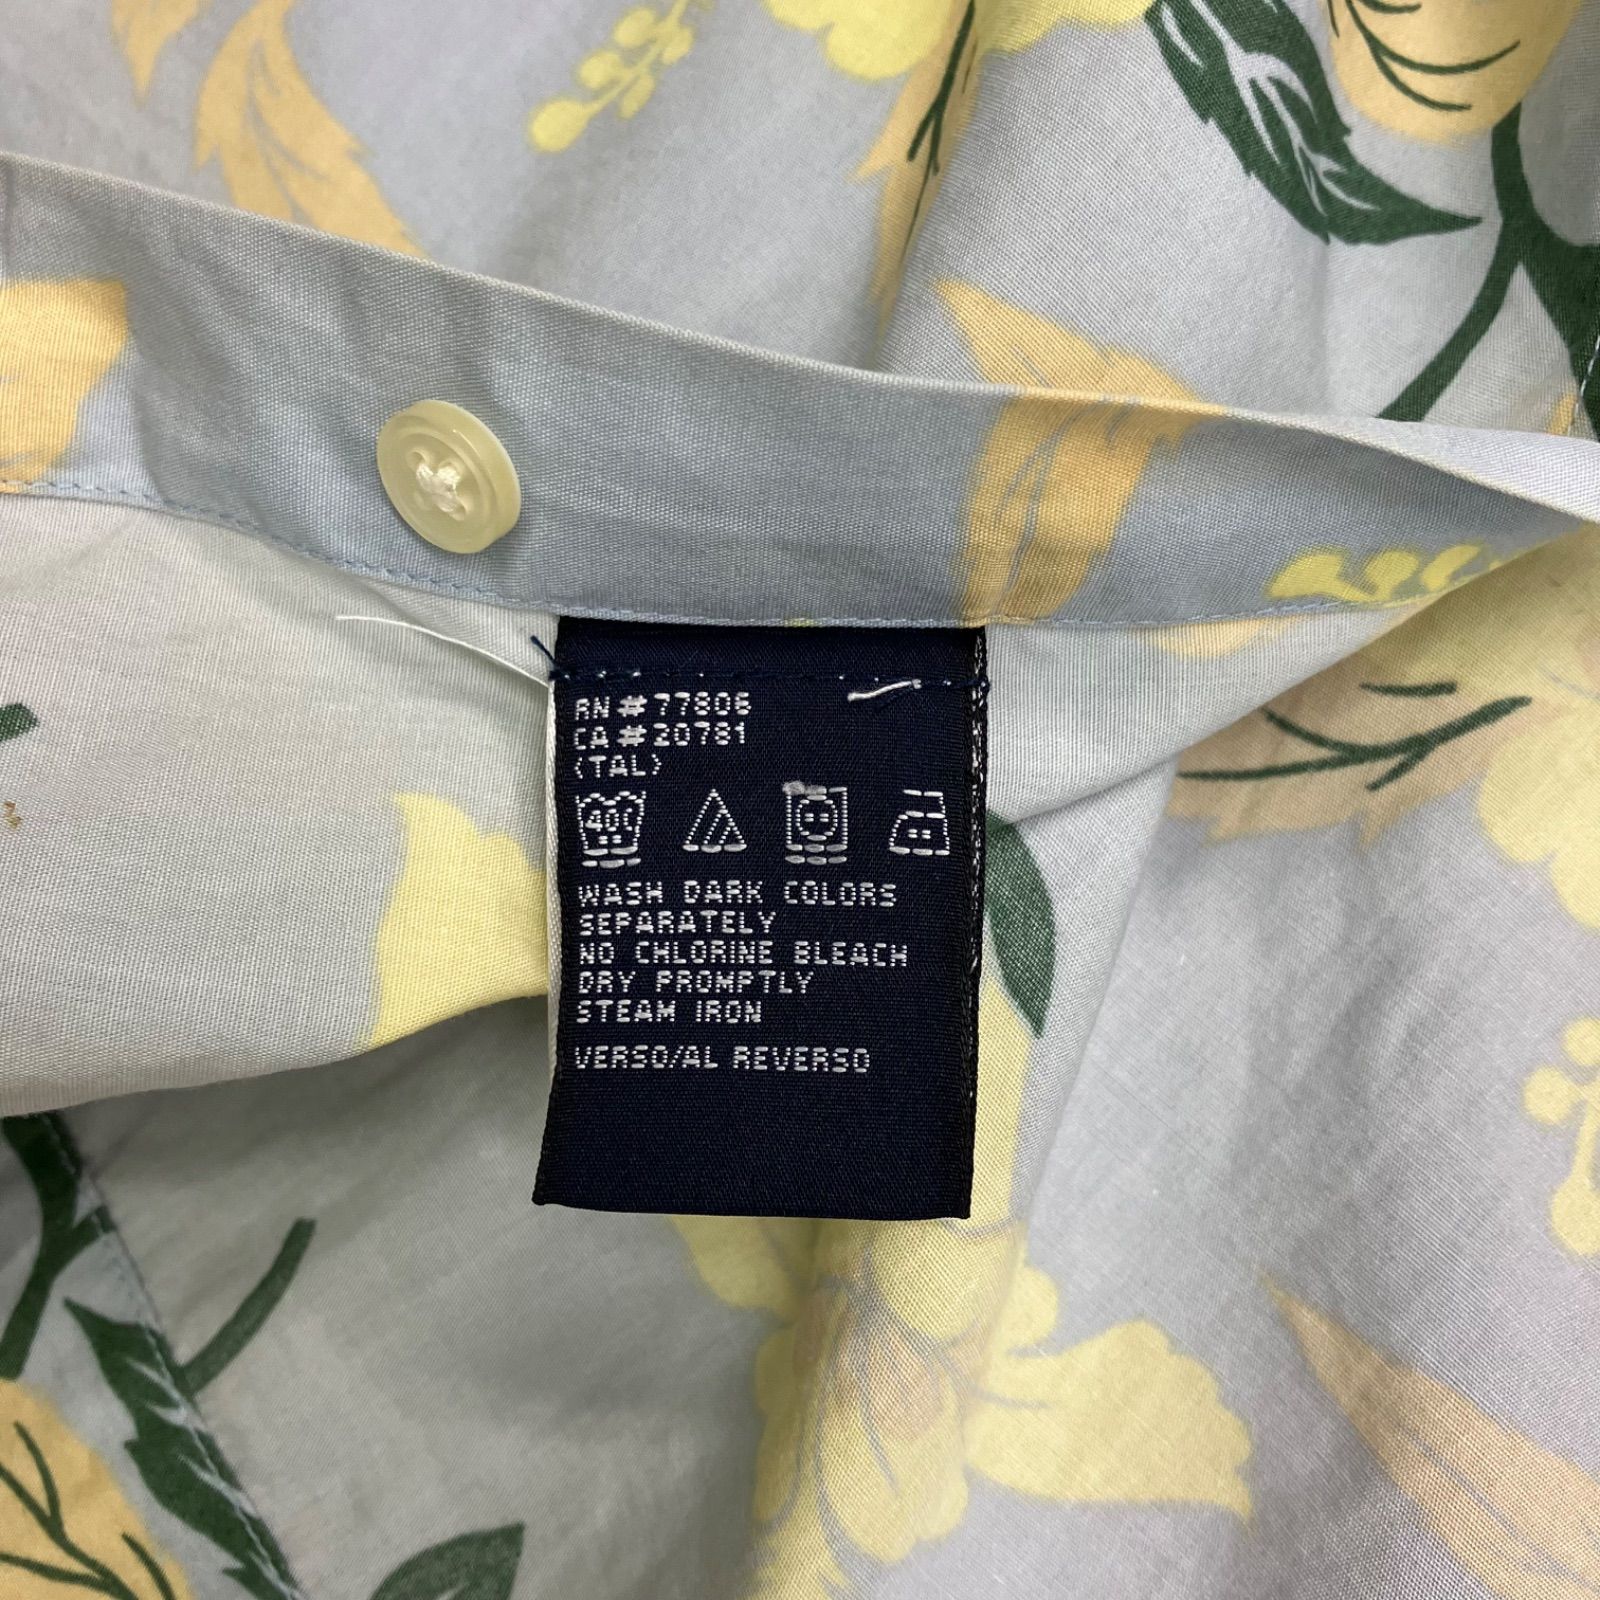 RN # 77806
CA # 20781
(TAL)
40C
WASH DARK COLORS
SEPARATELY
NO CHLORINE BLEACH
DRY PROMPTLY
STEAM IRON
VERSO/AL REVERSO